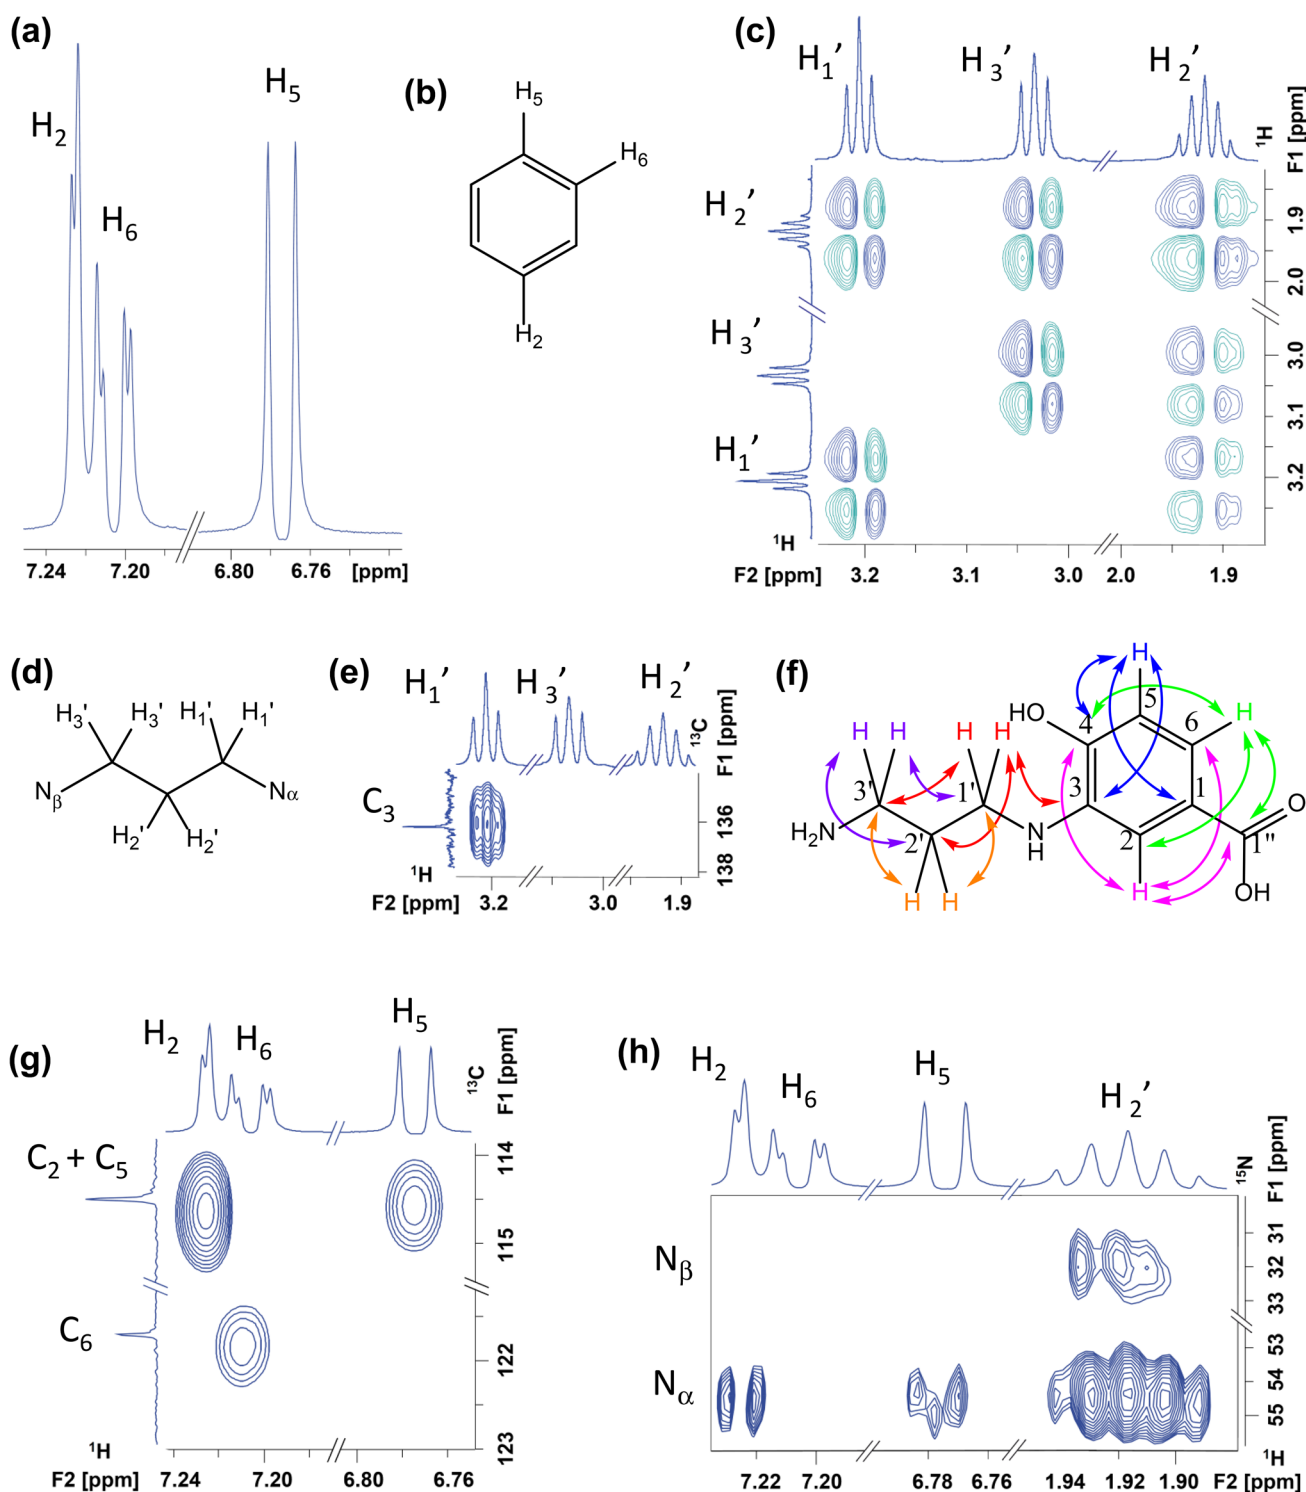 (a)
H2
H6
H5
7.24 7.20 6.80 6.76 [ppm]
(b)
H5
H6
H2
(c)
H1’ H3’ H2’
1H
F1 [ppm]
H2’
H3’
H1’
1.9
2.0
3.0
3.1
3.2
1H
F2 [ppm] 3.2 3.1 3.0 2.0 1.9
(d)
H3' H3' H1' H1'
Nβ Nα
H2' H2'
(e)
H1’ H3’ H2’
13C
F1 [ppm]
C3
136
138
1H
F2 [ppm] 3.2 3.0 1.9
(f)
H
5
HO 4 6 H
H H H H
3' 1' 3 1 O
H2N 2' N 2 1''
H
H H H OH
(g)
H2 H6 H5
13C
F1 [ppm]
C2 + C5
C6
114
115
122
123
1H
F2 [ppm] 7.24 7.20 6.80 6.76
(h)
H2 H6 H5 H2’
15N
F1 [ppm]
Nβ
Nα
31
32
33
53
54
55
1H
7.22 7.20 6.78 6.76 1.94 1.92 1.90 F2 [ppm]